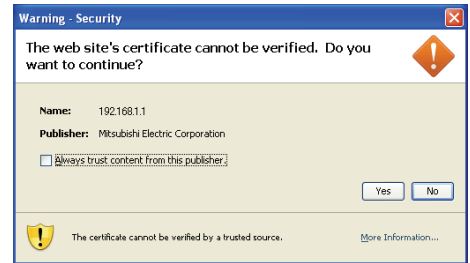 Warning - Security
The web site's certificate cannot be verified.  Do you
want to continue?
Name: 192.168.1.1
Publisher: Mitsubishi Electric Corporation
Always trust content from this publisher.
Yes No
The certificate cannot be verified by a trusted source. More Information...